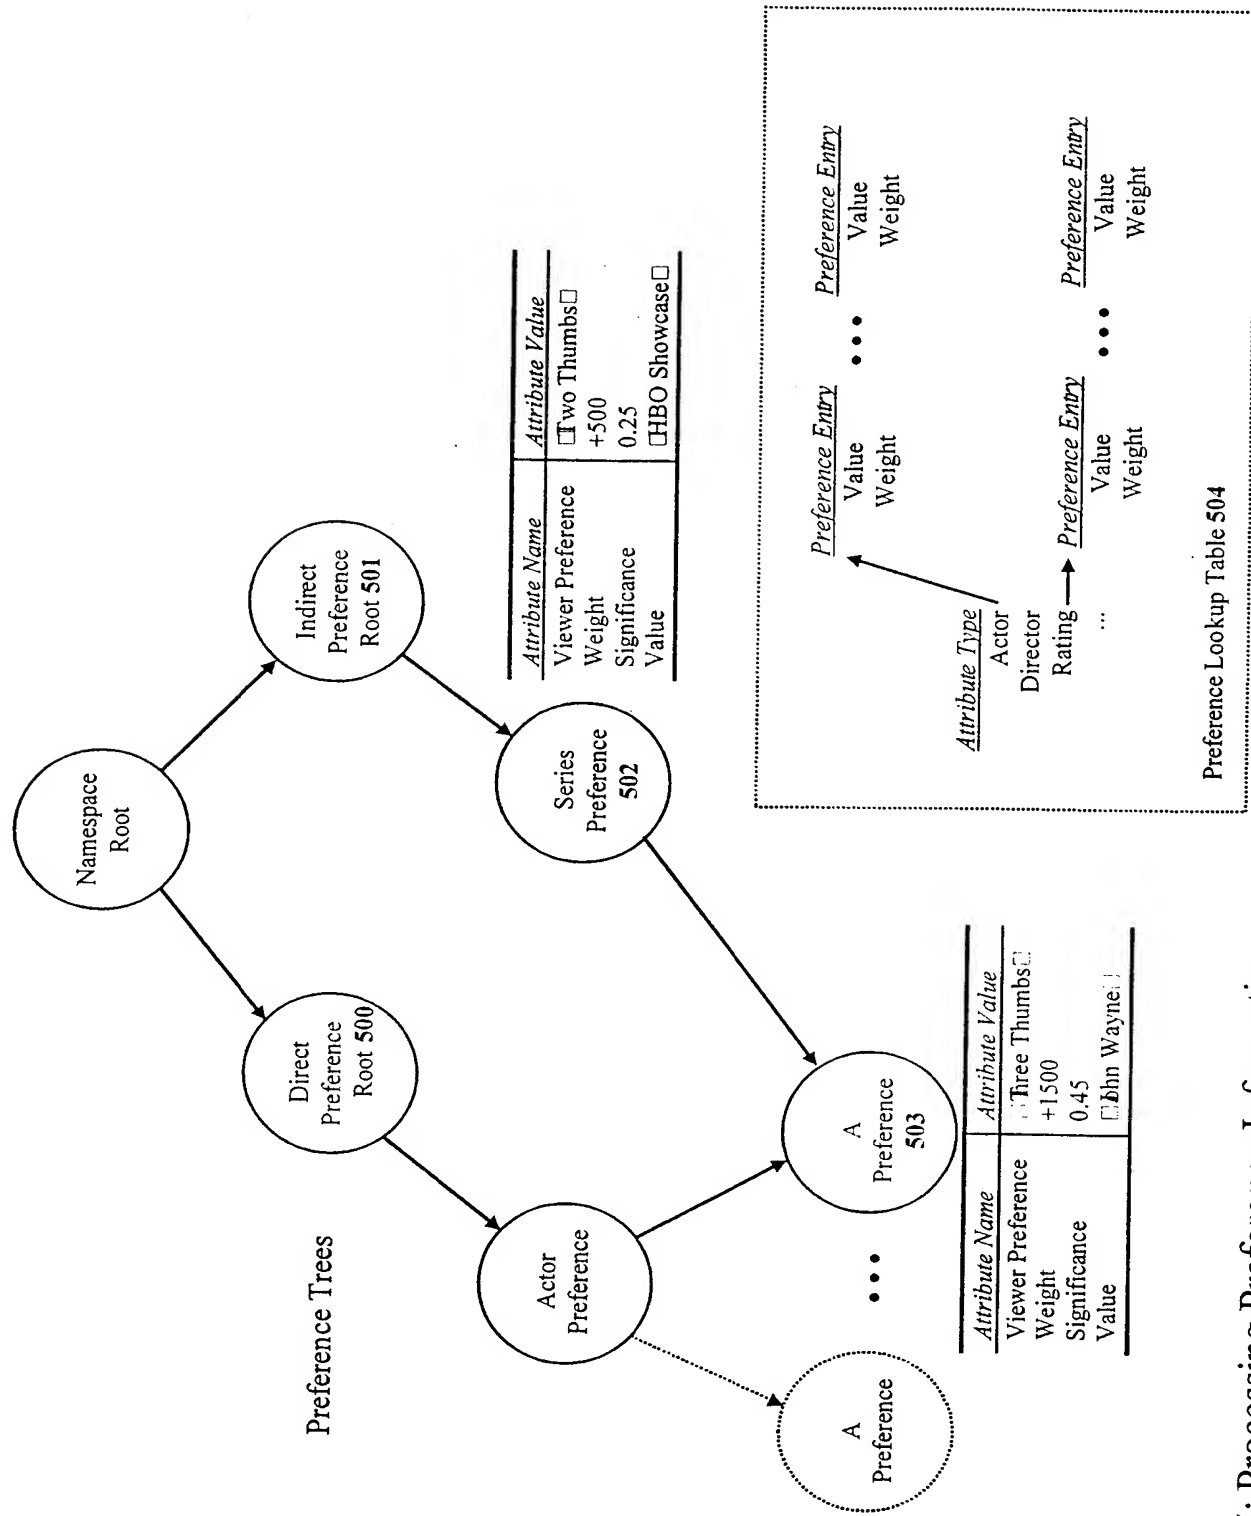 Preference Trees
Namespace
Root
Direct
Preference
Root 500
Indirect
Preference
Root 501
Actor
Preference
Series
Preference
502
A
Preference
...
A
Preference
503
Attribute Name Attribute Value
Viewer Preference □Two Thumbs□
Weight +500
Significance 0.25
Value □HBO Showcase□
Attribute Name Attribute Value
Viewer Preference □Three Thumbs□
Weight +1500
Significance 0.45
Value □John Wayne□
Attribute Type
Actor
Director
Rating
...
Preference Entry
Value
Weight
...
Preference Entry
Value
Weight
Preference Entry
Value
Weight
...
Preference Entry
Value
Weight
Preference Lookup Table 504
Processing Preference